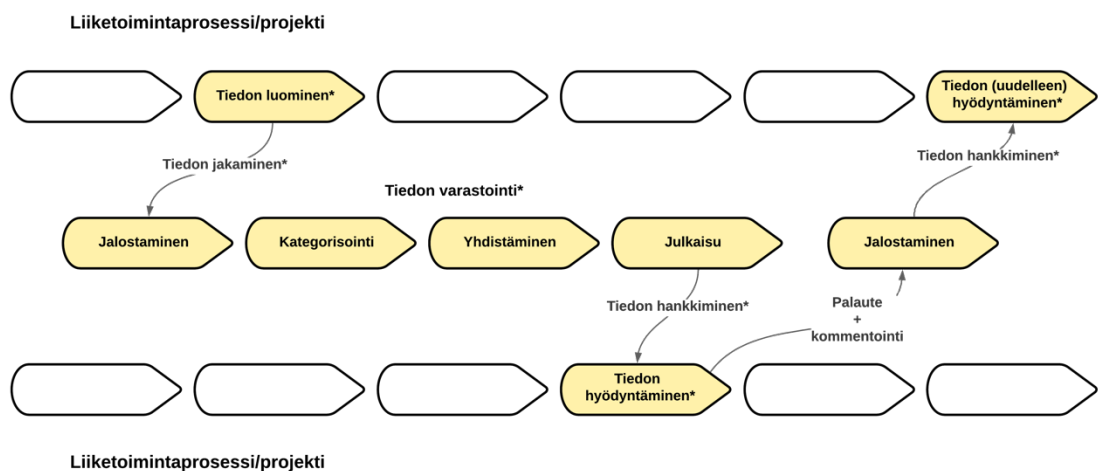 Liiketoimintaprosessi/projekti
Tiedon luominen*
Tiedon (uudelleen)
hyödyntäminen*
Tiedon jakaminen*
Tiedon hankkiminen*
Tiedon varastointi*
Jalostaminen
Kategorisointi
Yhdistäminen
Julkaisu
Jalostaminen
Tiedon hankkiminen*
Palaute
+
kommentointi
Tiedon
hyödyntäminen*
Liiketoimintaprosessi/projekti